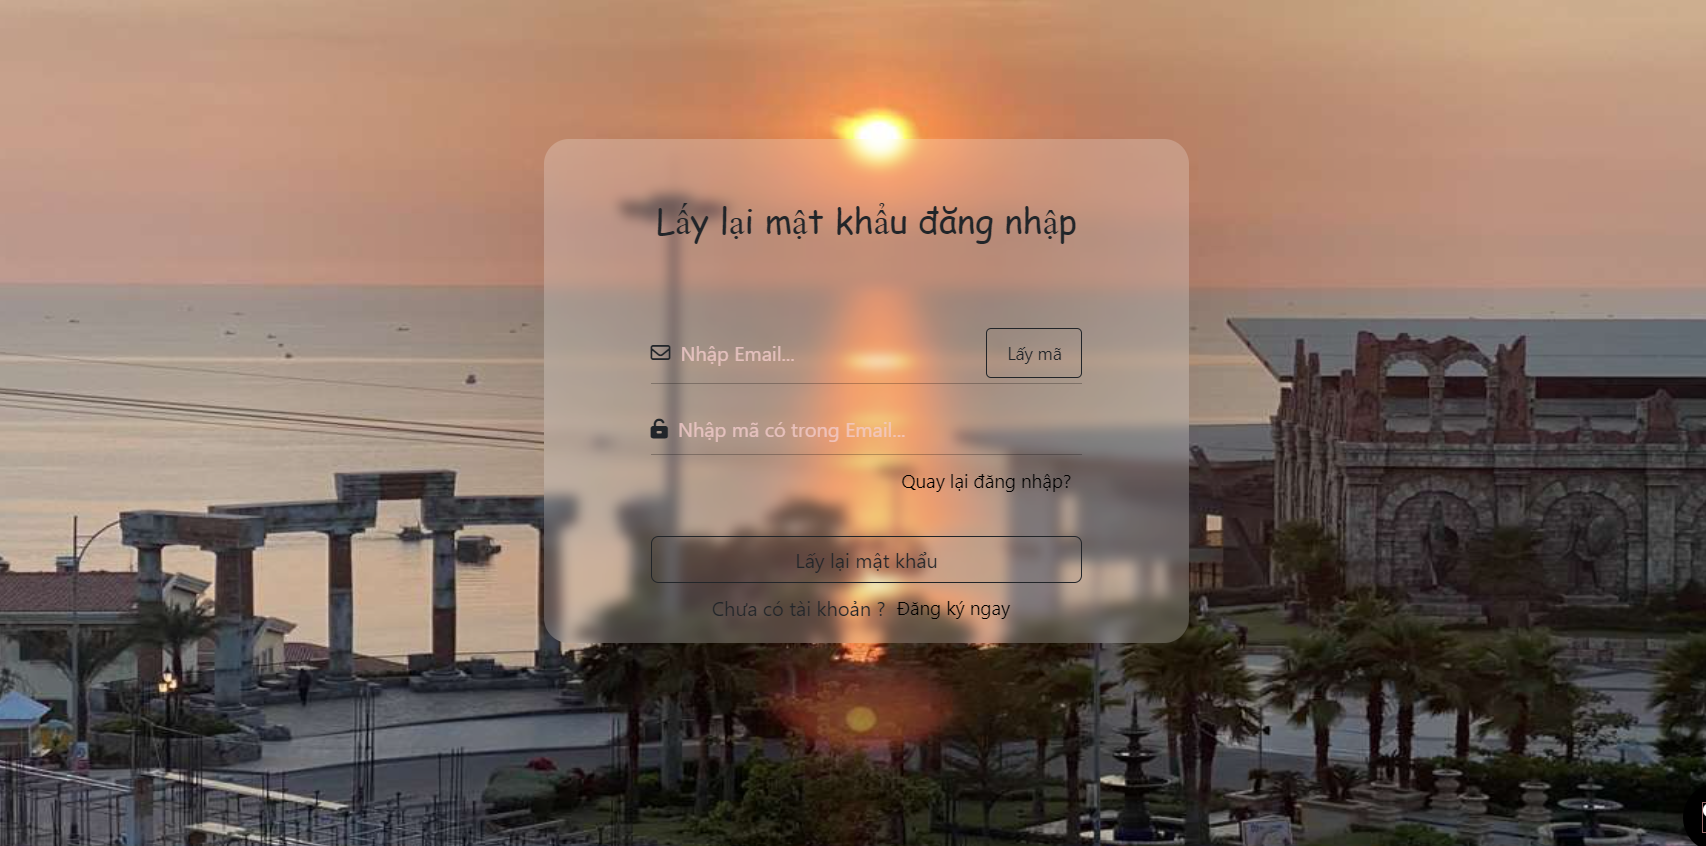 Lấy lại mật khẩu đăng nhập
Nhập Email...
Lấy mã
Nhập mã có trong Email...
Quay lại đăng nhập?
Lấy lại mật khẩu
Chưa có tài khoản ? Đăng ký ngay